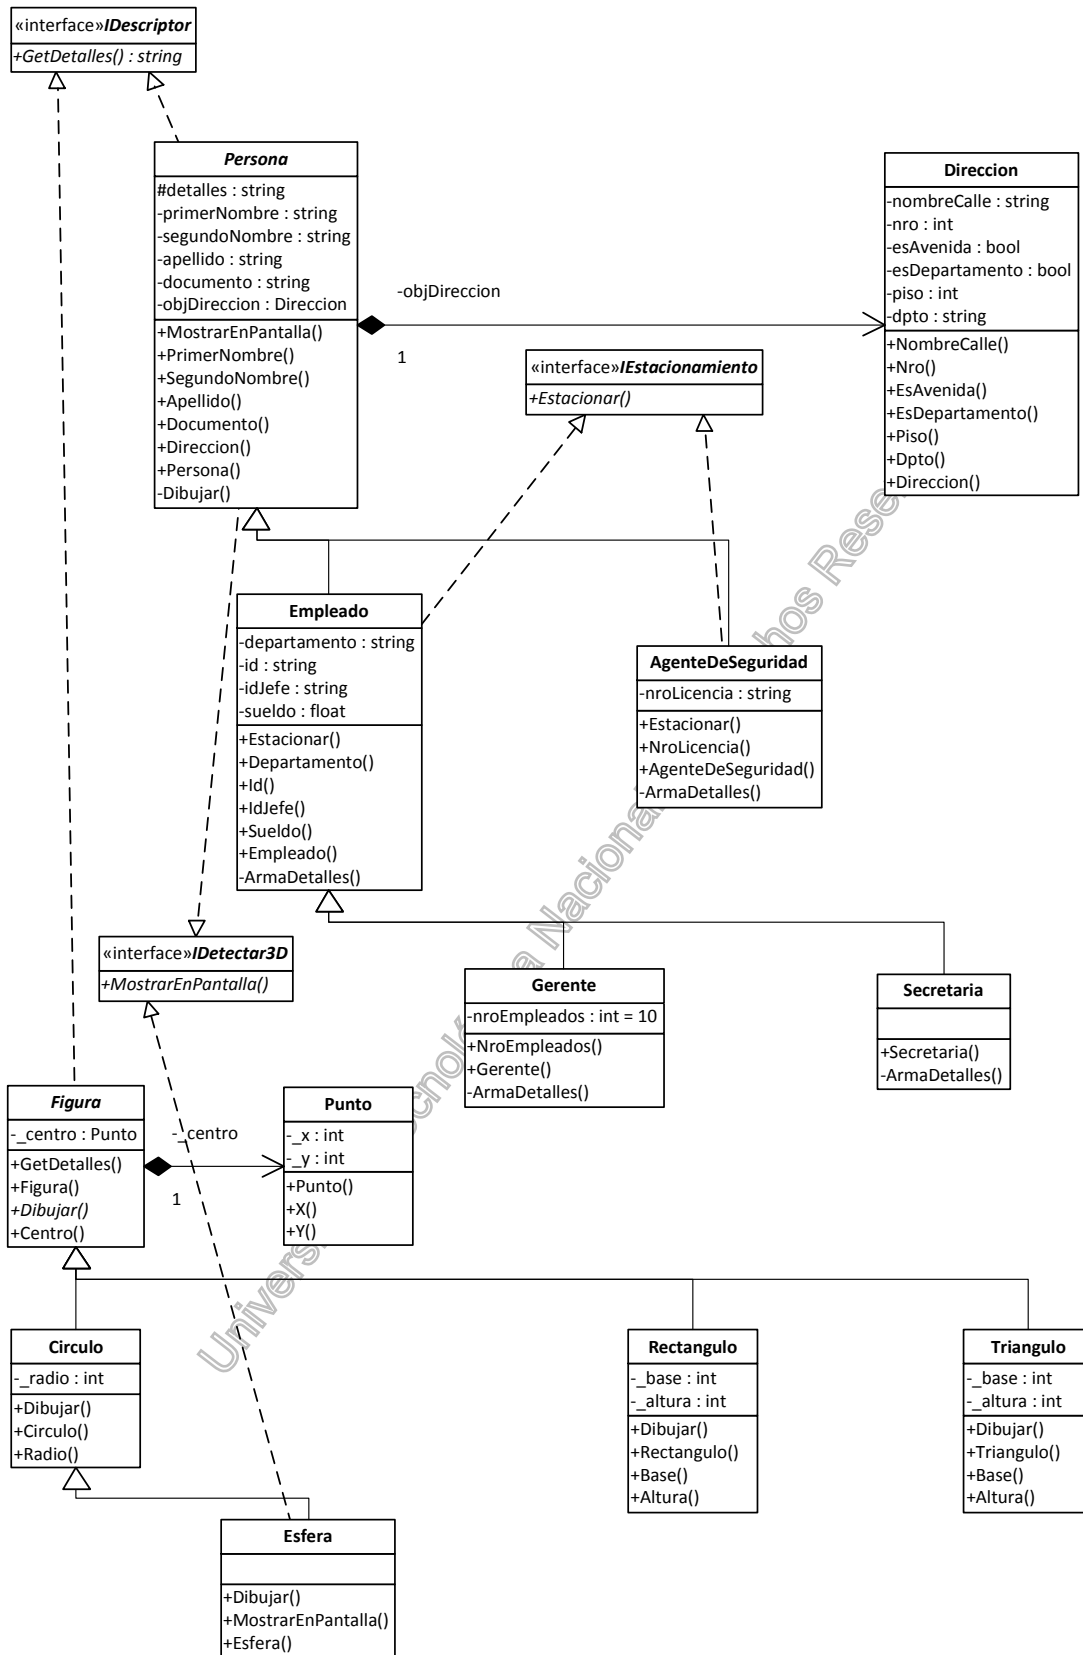 «interface»IDescriptor
+GetDetalles() : string
Persona
#detalles : string
-primerNombre : string
-segundoNombre : string
-apellido : string
-documento : string
-objDireccion : Direccion
+MostrarEnPantalla()
+PrimerNombre()
+SegundoNombre()
+Apellido()
+Documento()
+Direccion()
+Persona()
-Dibujar()
-objDireccion
1
Direccion
-nombreCalle : string
-nro : int
-esAvenida : bool
-esDepartamento : bool
-piso : int
-dpto : string
+NombreCalle()
+Nro()
+EsAvenida()
+EsDepartamento()
+Piso()
+Dpto()
+Direccion()
«interface»IEstacionamiento
+Estacionar()
Empleado
-departamento : string
-id : string
-idJefe : string
-sueldo : float
+Estacionar()
+Departamento()
+Id()
+IdJefe()
+Sueldo()
+Empleado()
-ArmaDetalles()
AgenteDeSeguridad
-nroLicencia : string
+Estacionar()
+NroLicencia()
+AgenteDeSeguridad()
-ArmaDetalles()
«interface»IDetectar3D
+MostrarEnPantalla()
Gerente
-nroEmpleados : int = 10
+NroEmpleados()
+Gerente()
-ArmaDetalles()
Secretaria
+Secretaria()
-ArmaDetalles()
Figura
-_centro : Punto
+GetDetalles()
+Figura()
+Dibujar()
+Centro()
-_centro
1
Punto
-_x : int
-_y : int
+Punto()
+X()
+Y()
Circulo
-_radio : int
+Dibujar()
+Circulo()
+Radio()
Rectangulo
-_base : int
-_altura : int
+Dibujar()
+Rectangulo()
+Base()
+Altura()
Triangulo
-_base : int
-_altura : int
+Dibujar()
+Triangulo()
+Base()
+Altura()
Esfera
+Dibujar()
+MostrarEnPantalla()
+Esfera()